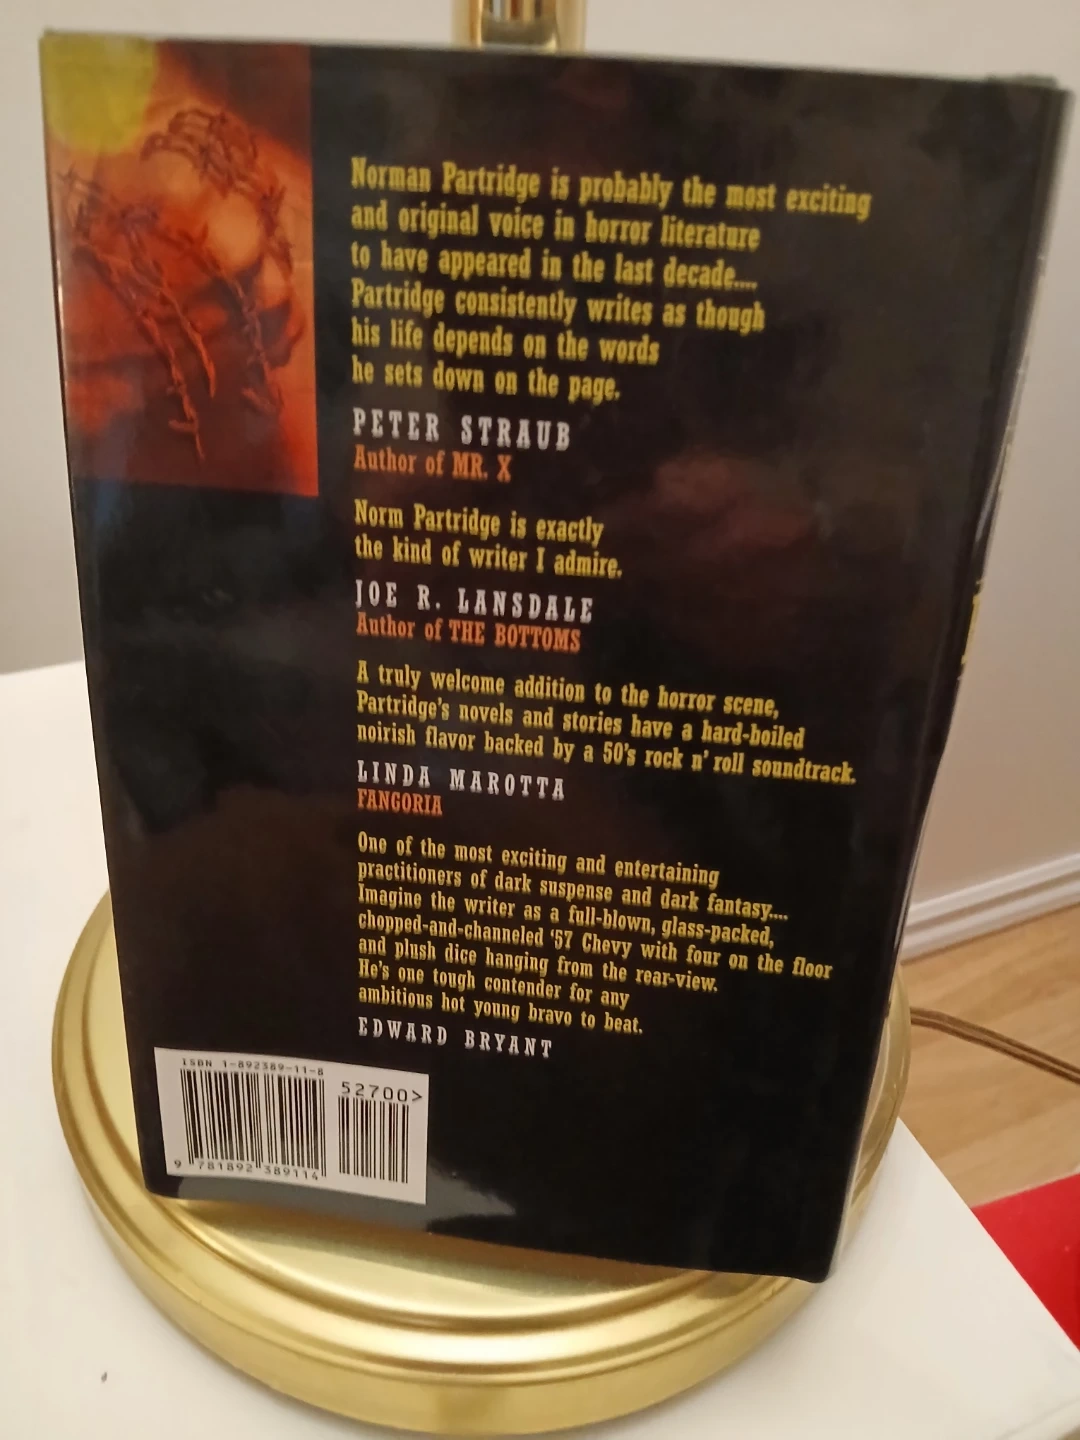 Norman Partridge is probably the most exciting
and original voice in horror literature
to have appeared in the last decade....
Partridge consistently writes as though
his life depends on the words
he sets down on the page.
PETER STRAUB
Author of MR. X
Norm Partridge is exactly
the kind of writer I admire.
JOE R. LANSDALE
Author of THE BOTTOMS
A truly welcome addition to the horror scene,
Partridge's novels and stories have a hard-boiled
noirish flavor backed by a 50's rock n' roll soundtrack.
LINDA MAROTTA
FANGORIA
One of the most exciting and entertaining
practitioners of dark suspense and dark fantasy....
Imagine the writer as a full-blown, glass-packed,
chopped-and-channeled '57 Chevy with four on the floor
and plush dice hanging from the rear-view.
He's one tough contender for any
ambitious hot young bravo to beat.
EDWARD BRYANT
ISBN 1-892389-11-8
52700>
9 781892 389114